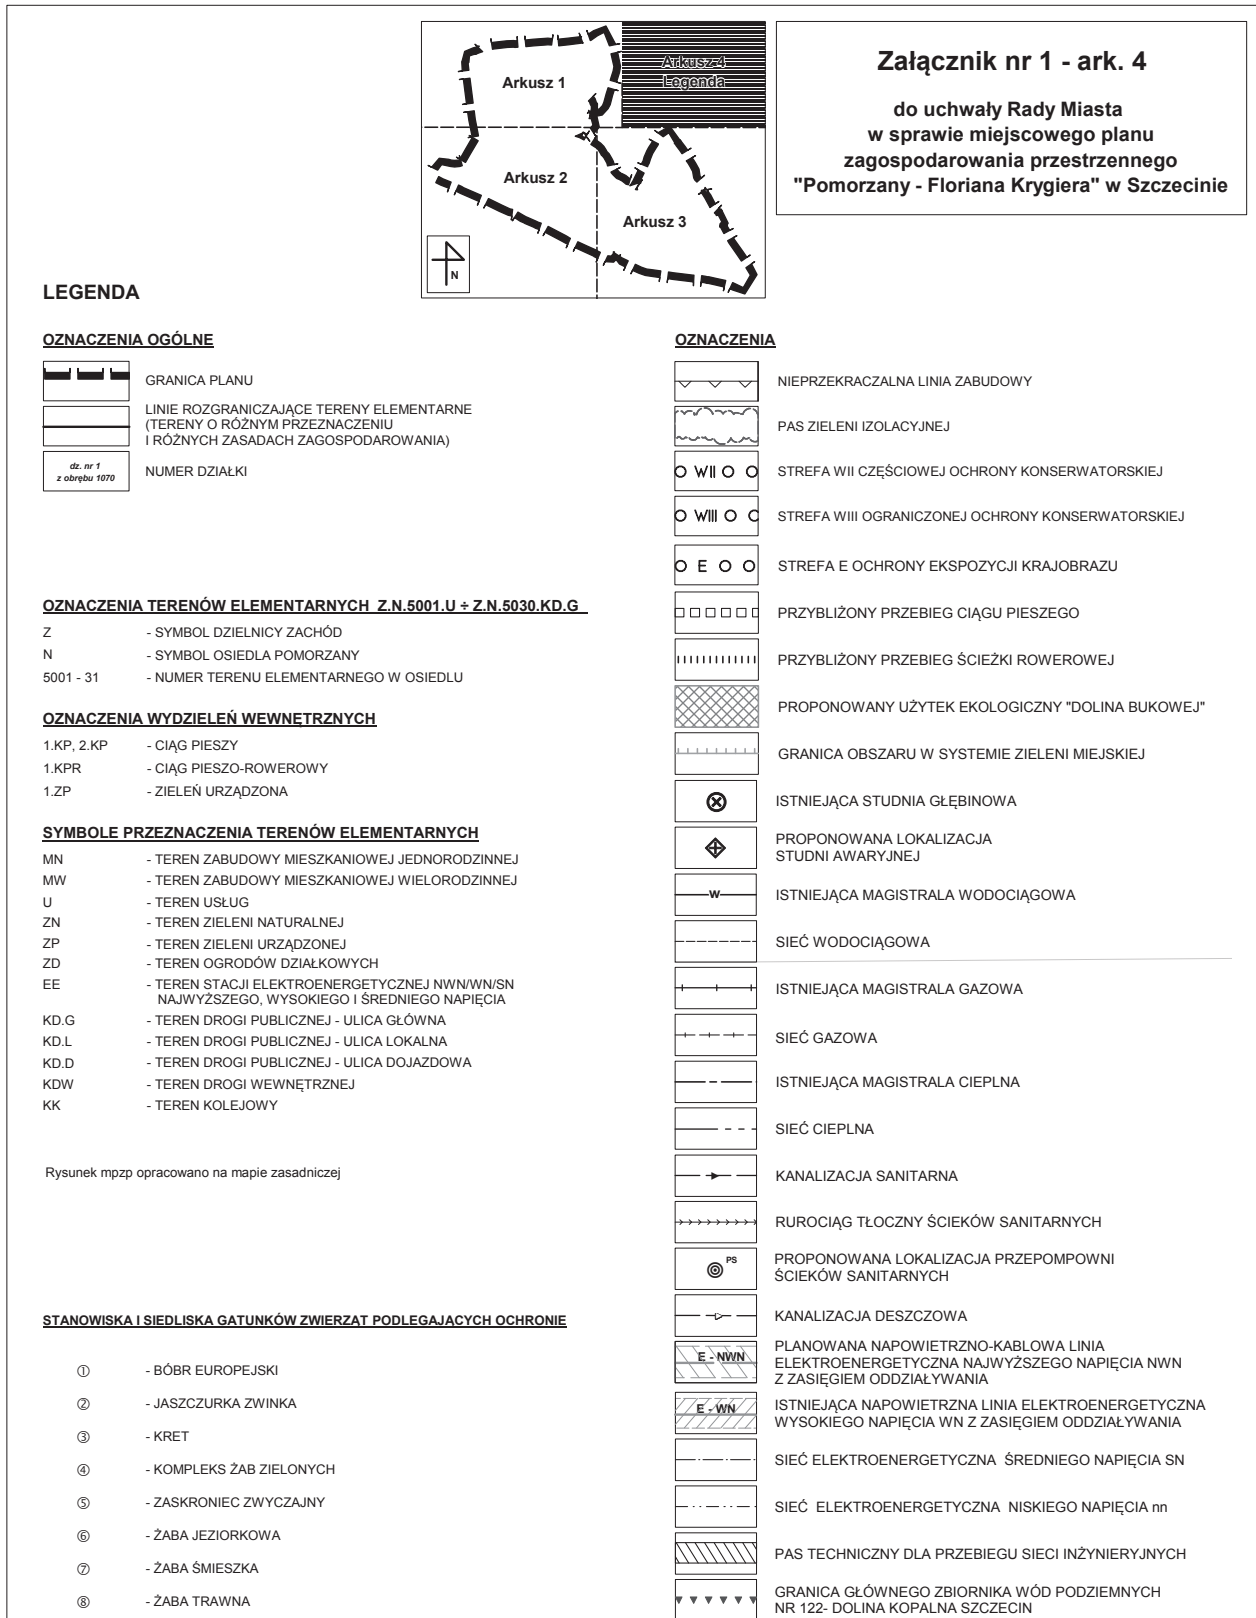 Arkusz 1
Arkusz 4
Legenda
Arkusz 2
Arkusz 3
N
Załącznik nr 1 - ark. 4
do uchwały Rady Miasta
w sprawie miejscowego planu
zagospodarowania przestrzennego
"Pomorzany - Floriana Krygiera" w Szczecinie
LEGENDA
OZNACZENIA OGÓLNE
GRANICA PLANU
LINIE ROZGRANICZAJĄCE TERENY ELEMENTARNE
(TERENY O RÓŻNYM PRZEZNACZENIU
I RÓŻNYCH ZASADACH ZAGOSPODAROWANIA)
dz. nr 1
z obrębu 1070
NUMER DZIAŁKI
OZNACZENIA TERENÓW ELEMENTARNYCH Z.N.5001.U ÷ Z.N.5030.KD.G
Z - SYMBOL DZIELNICY ZACHÓD
N - SYMBOL OSIEDLA POMORZANY
5001 - 31 - NUMER TERENU ELEMENTARNEGO W OSIEDLU
OZNACZENIA WYDZIELEŃ WEWNĘTRZNYCH
1.KP, 2.KP - CIĄG PIESZY
1.KPR - CIĄG PIESZO-ROWEROWY
1.ZP - ZIELEŃ URZĄDZONA
SYMBOLE PRZEZNACZENIA TERENÓW ELEMENTARNYCH
MN - TEREN ZABUDOWY MIESZKANIOWEJ JEDNORODZINNEJ
MW - TEREN ZABUDOWY MIESZKANIOWEJ WIELORODZINNEJ
U - TEREN USŁUG
ZN - TEREN ZIELENI NATURALNEJ
ZP - TEREN ZIELENI URZĄDZONEJ
ZD - TEREN OGRODÓW DZIAŁKOWYCH
EE - TEREN STACJI ELEKTROENERGETYCZNEJ NWN/WN/SN
NAJWYŻSZEGO, WYSOKIEGO I ŚREDNIEGO NAPIĘCIA
KD.G - TEREN DROGI PUBLICZNEJ - ULICA GŁÓWNA
KD.L - TEREN DROGI PUBLICZNEJ - ULICA LOKALNA
KD.D - TEREN DROGI PUBLICZNEJ - ULICA DOJAZDOWA
KDW - TEREN DROGI WEWNĘTRZNEJ
KK - TEREN KOLEJOWY
Rysunek mpzp opracowano na mapie zasadniczej
STANOWISKA I SIEDLISKA GATUNKÓW ZWIERZĄT PODLEGAJĄCYCH OCHRONIE
① - BÓBR EUROPEJSKI
② - JASZCZURKA ZWINKA
③ - KRET
④ - KOMPLEKS ŻAB ZIELONYCH
⑤ - ZASKRONIEC ZWYCZAJNY
⑥ - ŻABA JEZIORKOWA
⑦ - ŻABA ŚMIESZKA
⑧ - ŻABA TRAWNA
OZNACZENIA
NIEPRZEKRACZALNA LINIA ZABUDOWY
PAS ZIELENI IZOLACYJNEJ
WII STREFA WII CZĘŚCIOWEJ OCHRONY KONSERWATORSKIEJ
WIII STREFA WIII OGRANICZONEJ OCHRONY KONSERWATORSKIEJ
E STREFA E OCHRONY EKSPOZYCJI KRAJOBRAZU
PRZYBLIŻONY PRZEBIEG CIĄGU PIESZEGO
PRZYBLIŻONY PRZEBIEG ŚCIEŻKI ROWEROWEJ
PROPONOWANY UŻYTEK EKOLOGICZNY "DOLINA BUKOWEJ"
GRANICA OBSZARU W SYSTEMIE ZIELENI MIEJSKIEJ
ISTNIEJĄCA STUDNIA GŁĘBINOWA
PROPONOWANA LOKALIZACJA
STUDNI AWARYJNEJ
W ISTNIEJĄCA MAGISTRALA WODOCIĄGOWA
SIEĆ WODOCIĄGOWA
ISTNIEJĄCA MAGISTRALA GAZOWA
SIEĆ GAZOWA
ISTNIEJĄCA MAGISTRALA CIEPLNA
SIEĆ CIEPLNA
KANALIZACJA SANITARNA
RUROCIĄG TŁOCZNY ŚCIEKÓW SANITARNYCH
PS PROPONOWANA LOKALIZACJA PRZEPOMPOWNI
ŚCIEKÓW SANITARNYCH
KANALIZACJA DESZCZOWA
E - NWN PLANOWANA NAPOWIETRZNO-KABLOWA LINIA
ELEKTROENERGETYCZNA NAJWYŻSZEGO NAPIĘCIA NWN
Z ZASIĘGIEM ODDZIAŁYWANIA
E - WN ISTNIEJĄCA NAPOWIETRZNA LINIA ELEKTROENERGETYCZNA
WYSOKIEGO NAPIĘCIA WN Z ZASIĘGIEM ODDZIAŁYWANIA
SIEĆ ELEKTROENERGETYCZNA ŚREDNIEGO NAPIĘCIA SN
SIEĆ ELEKTROENERGETYCZNA NISKIEGO NAPIĘCIA nn
PAS TECHNICZNY DLA PRZEBIEGU SIECI INŻYNIERYJNYCH
GRANICA GŁÓWNEGO ZBIORNIKA WÓD PODZIEMNYCH
NR 122- DOLINA KOPALNA SZCZECIN